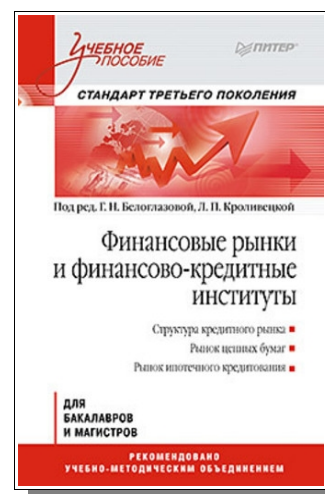 УЧЕБНОЕ
ПОСОБИЕ
ПИТЕР®
СТАНДАРТ ТРЕТЬЕГО ПОКОЛЕНИЯ
Под ред. Г. Н. Белоглазовой, Л. П. Кроливецкой
Финансовые рынки
и финансово-кредитные
институты
Структура кредитного рынка
Рынок ценных бумаг
Рынок ипотечного кредитования
ДЛЯ
БАКАЛАВРОВ
И МАГИСТРОВ
РЕКОМЕНДОВАНО
УЧЕБНО-МЕТОДИЧЕСКИМ ОБЪЕДИНЕНИЕМ